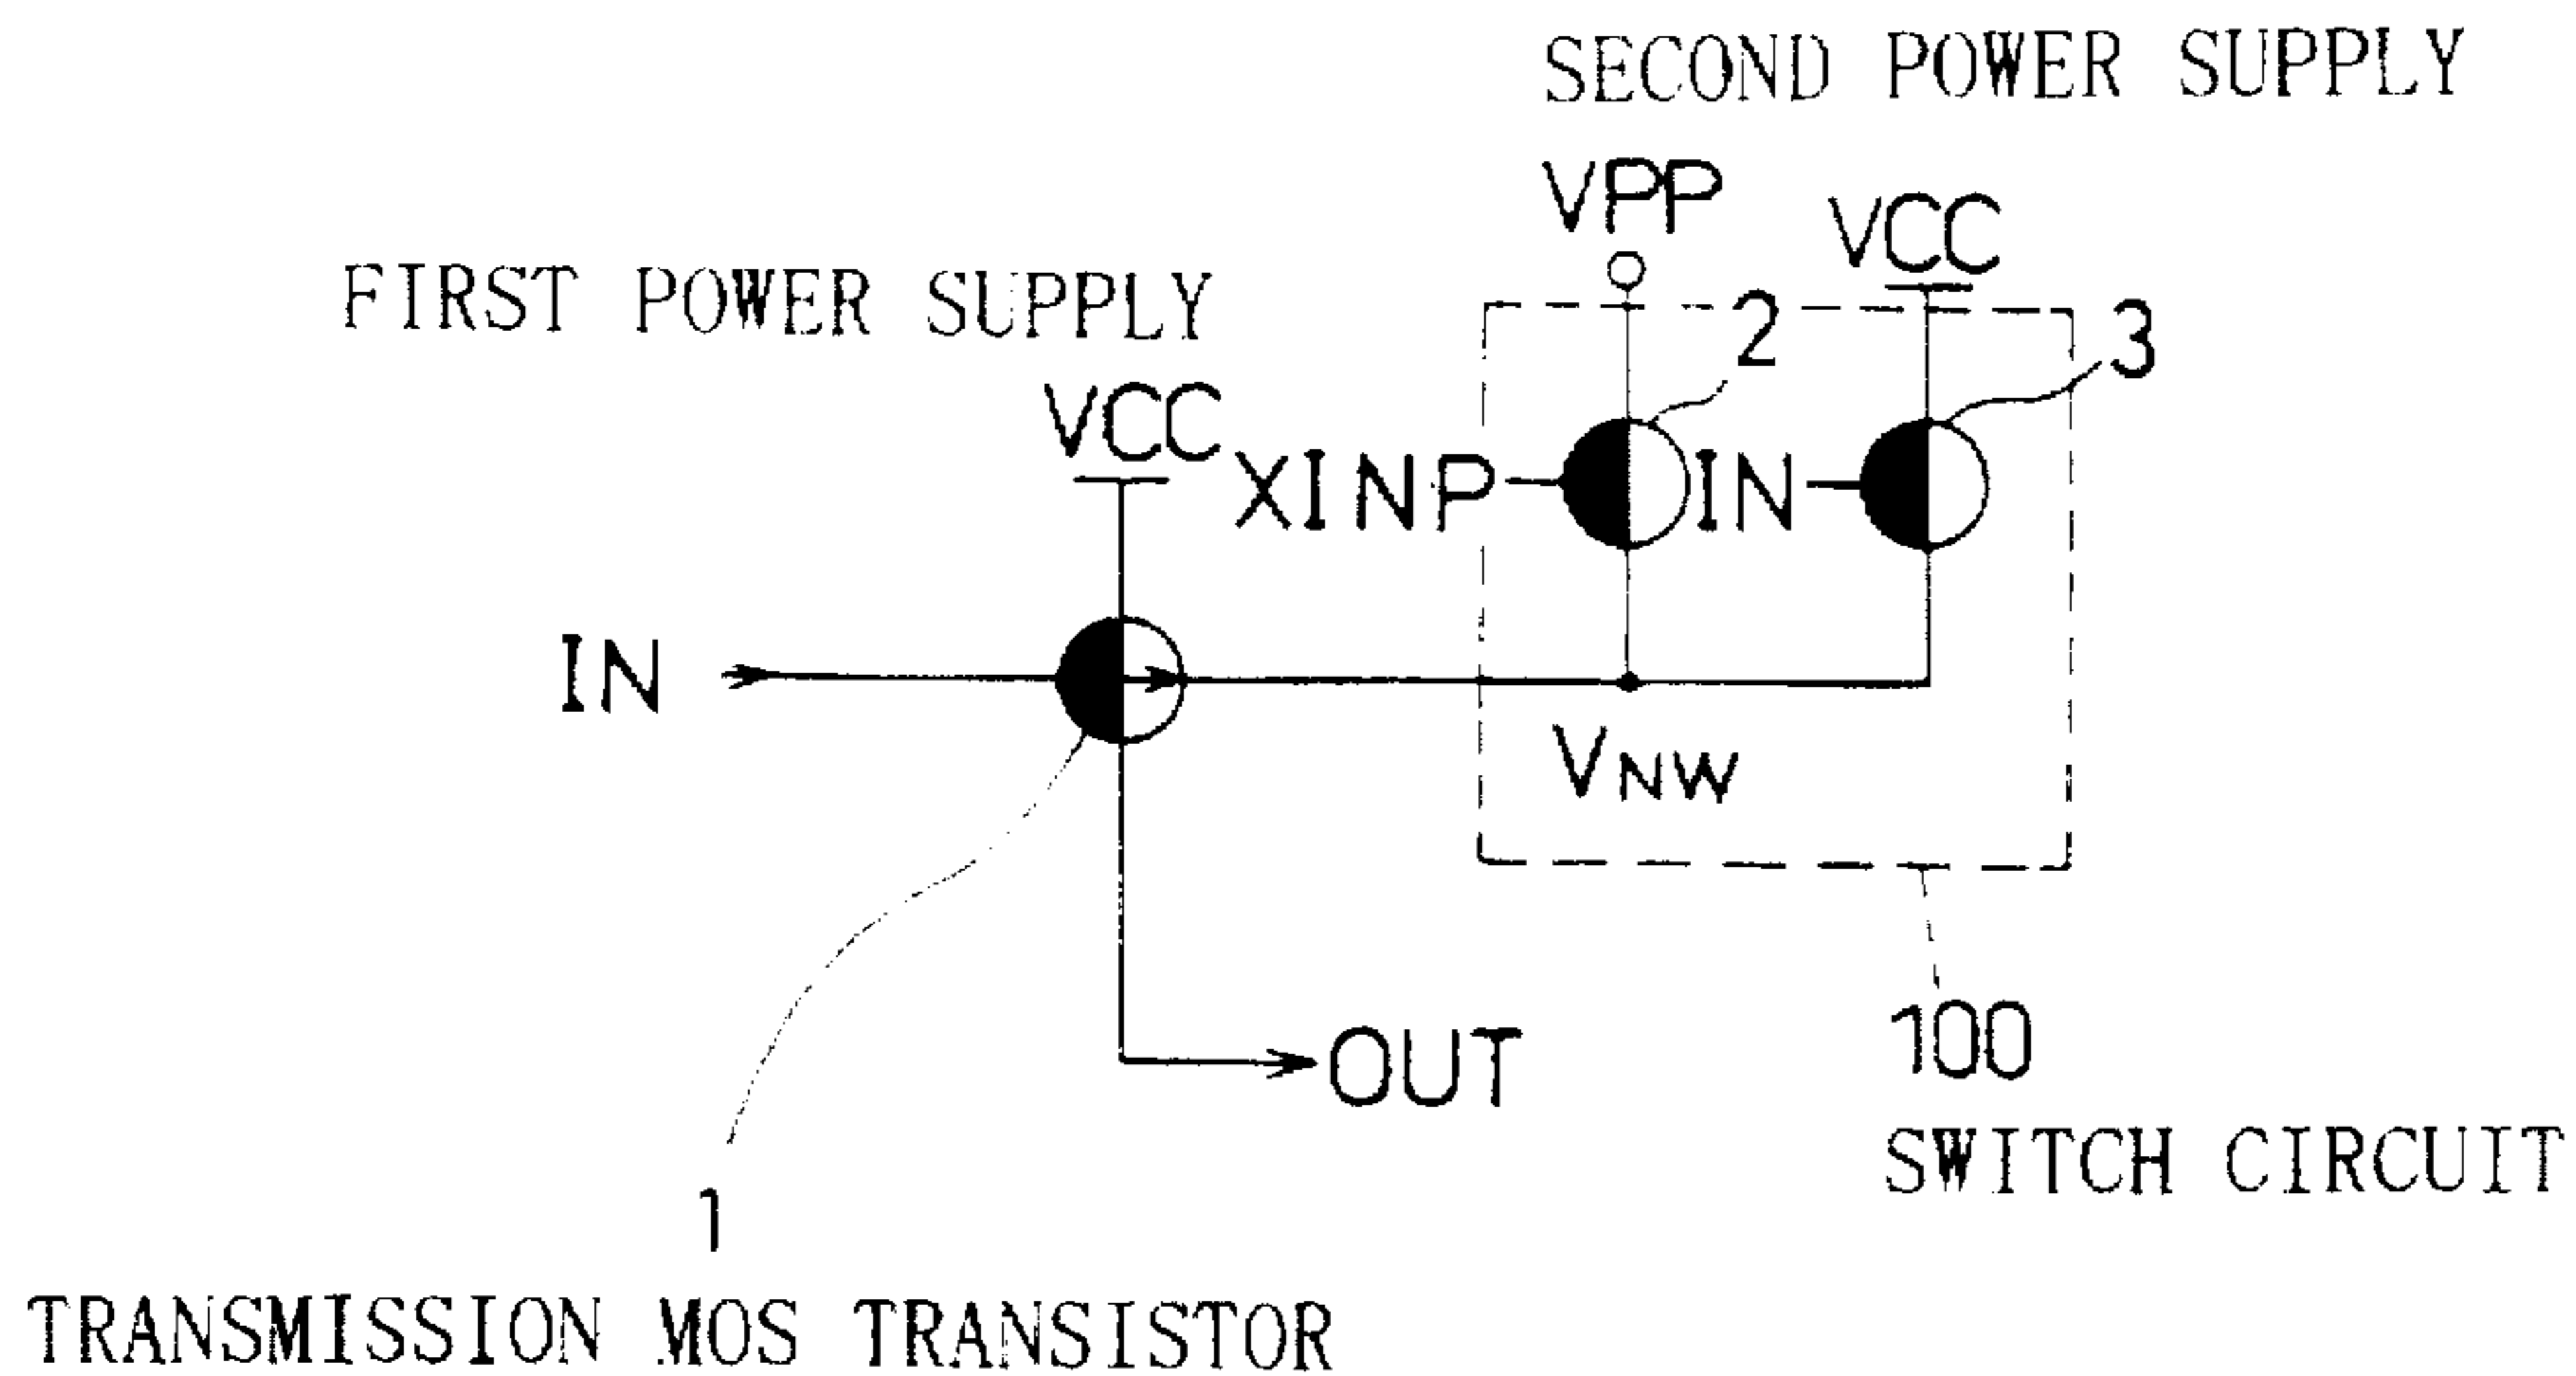 SECOND POWER SUPPLY
VPP
VCC
FIRST POWER SUPPLY
2
3
VCC
XINP
IN
IN
VNW
OUT
100
SWITCH CIRCUIT
1
TRANSMISSION MOS TRANSISTOR